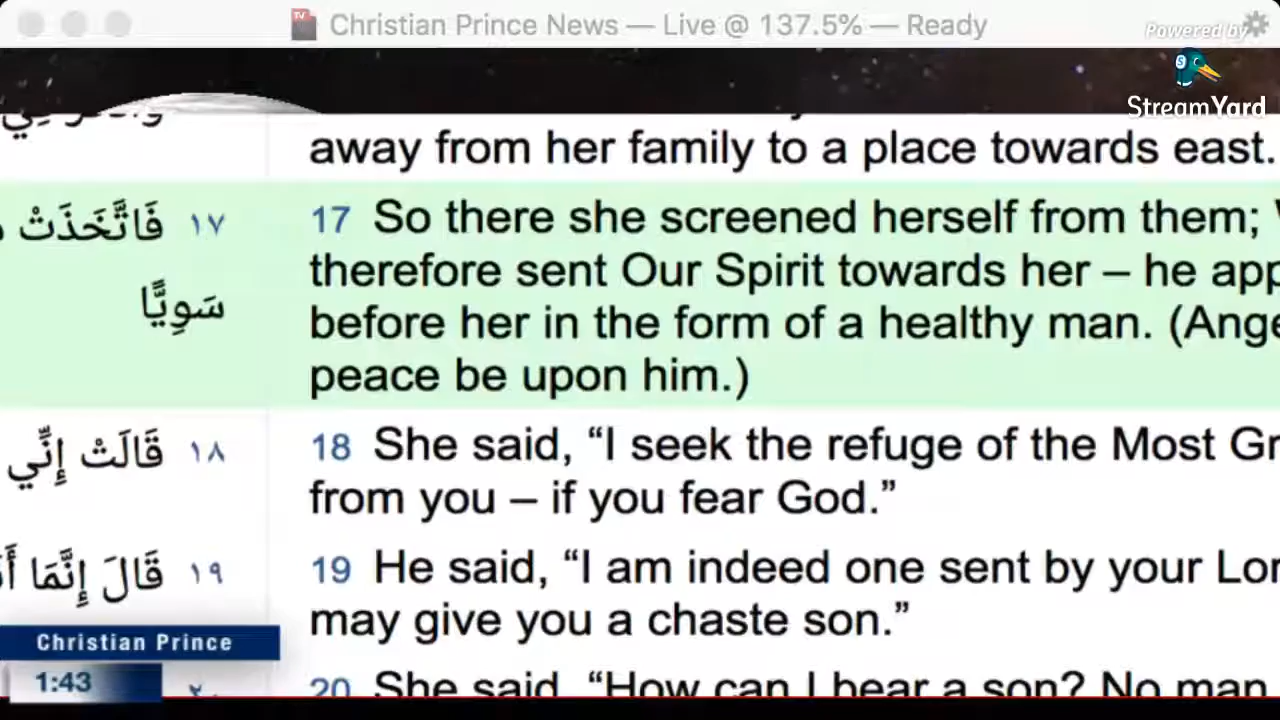 Christian Prince News — Live @ 137.5% — Ready
Powered by
StreamYard
away from her family to a place towards east.
١٧ فَاتَّخَذَتْ
سَوِيًّا
17 So there she screened herself from them;
therefore sent Our Spirit towards her – he app
before her in the form of a healthy man. (Ange
peace be upon him.)
١٨ قَالَتْ إِنِّي
18 She said, “I seek the refuge of the Most Gr
from you – if you fear God.”
١٩ قَالَ إِنَّمَا
19 He said, “I am indeed one sent by your Lor
may give you a chaste son.”
٢٠
20 She said, “How can I bear a son? No man
Christian Prince
1:43